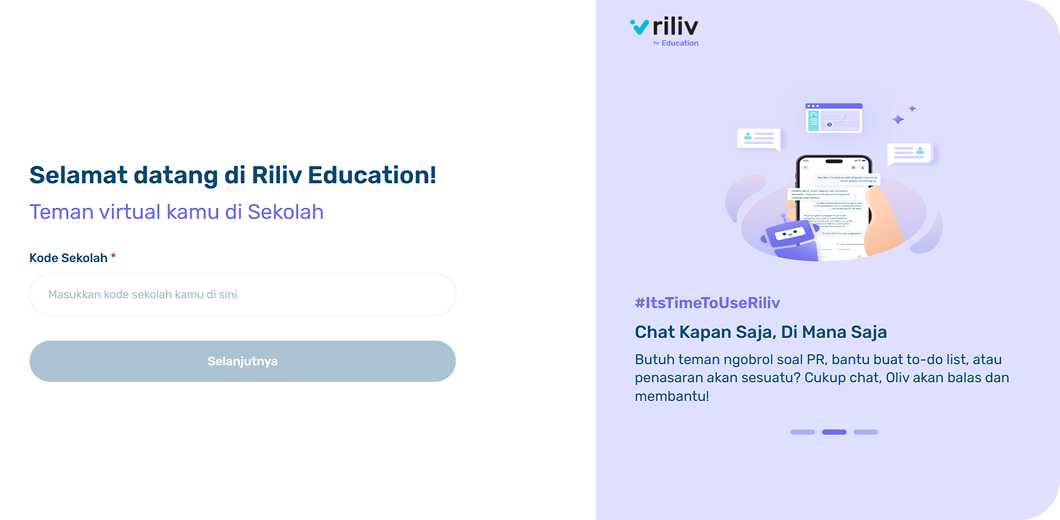 Selamat datang di Riliv Education!
Teman virtual kamu di Sekolah
Kode Sekolah *
Masukkan kode sekolah kamu di sini
Selanjutnya
riliv
for Education
#ItsTimeToUseRiliv
Chat Kapan Saja, Di Mana Saja
Butuh teman ngobrol soal PR, bantu buat to-do list, atau
penasaran akan sesuatu? Cukup chat, Oliv akan balas dan
membantu!